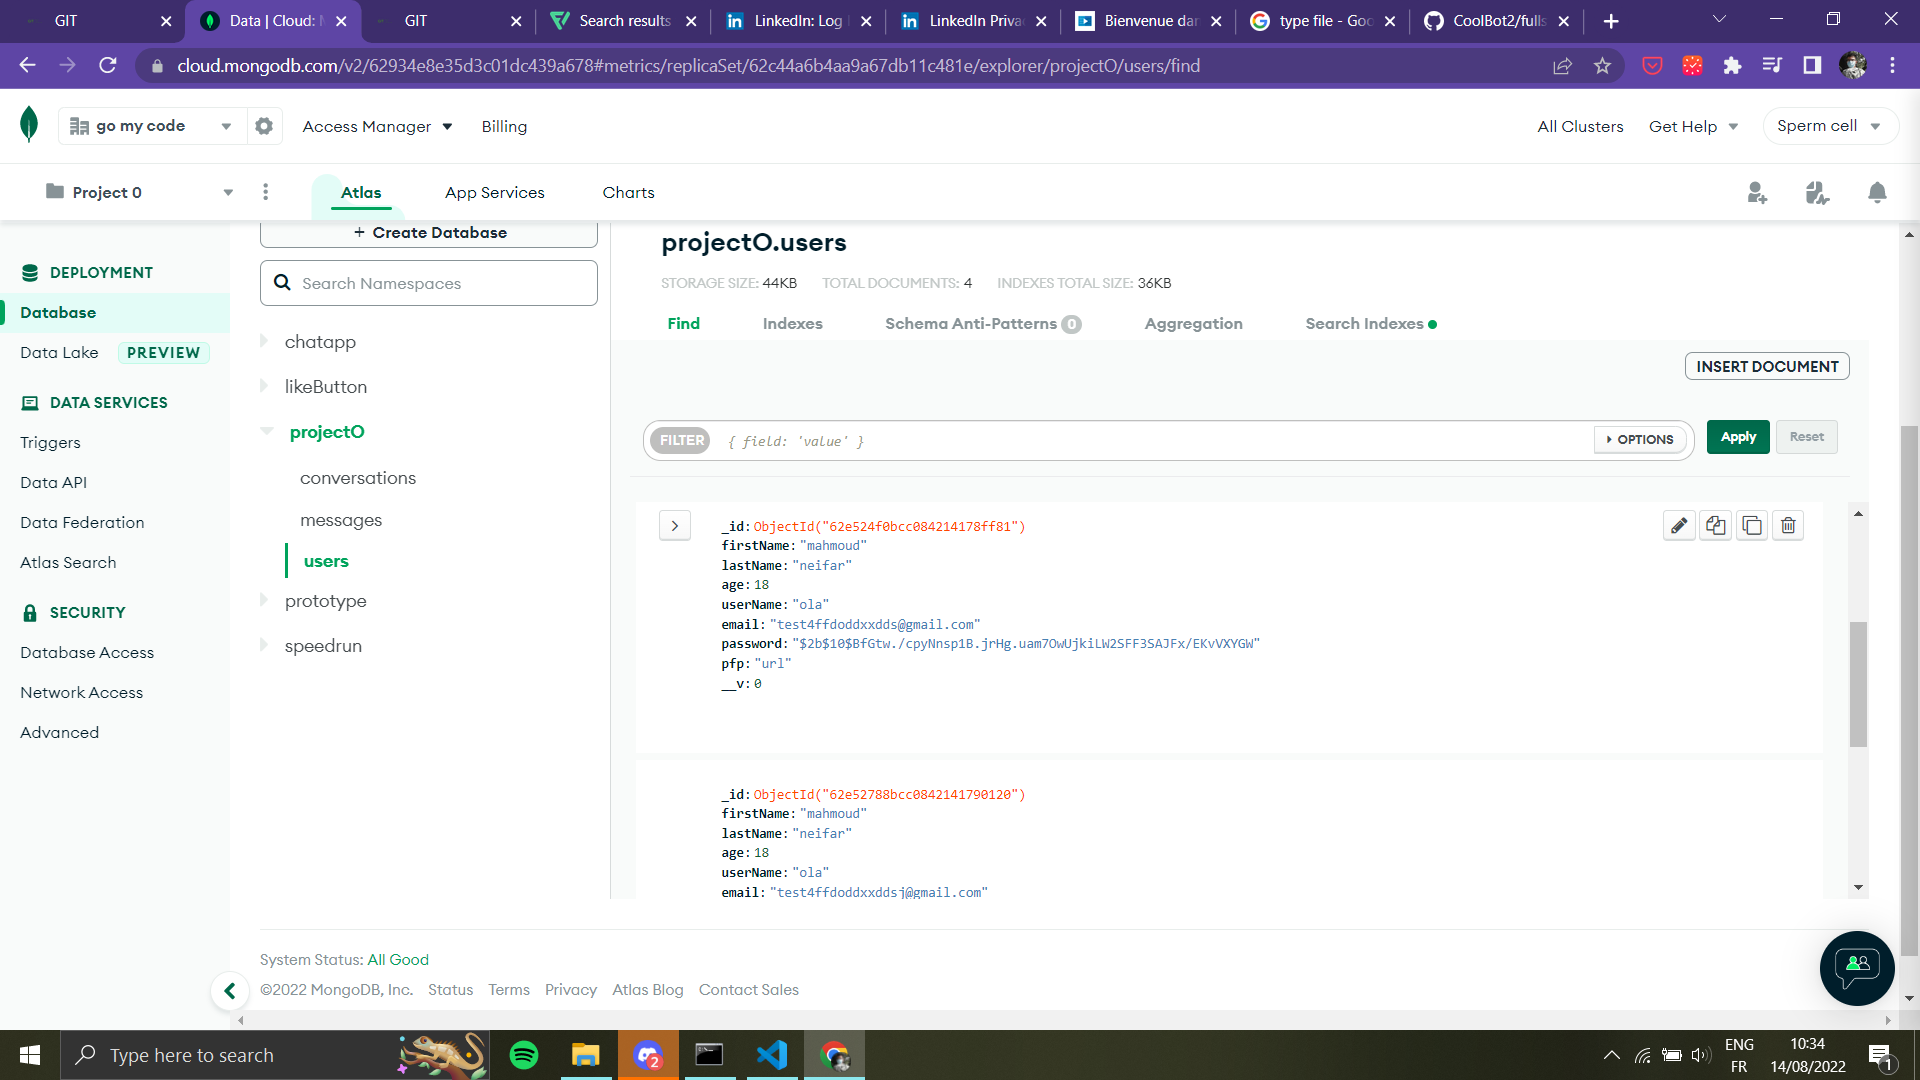 GIT
Data | Cloud: M
GIT
Search results
LinkedIn: Log
LinkedIn Priva
Bienvenue dan
type file - Goo
CoolBot2/fulls
cloud.mongodb.com/v2/62934e8e35d3c01dc439a678#metrics/replicaSet/62c44a6b4aa9a67db11c481e/explorer/projectO/users/find
go my code
Access Manager
Billing
All Clusters
Get Help
Sperm cell
Project 0
Atlas
App Services
Charts
DEPLOYMENT
Database
Data Lake PREVIEW
DATA SERVICES
Triggers
Data API
Data Federation
Atlas Search
SECURITY
Database Access
Network Access
Advanced
+ Create Database
Search Namespaces
chatapp
likeButton
projectO
conversations
messages
users
prototype
speedrun
projectO.users
STORAGE SIZE: 44KB TOTAL DOCUMENTS: 4 INDEXES TOTAL SIZE: 36KB
Find Indexes Schema Anti-Patterns 0 Aggregation Search Indexes
INSERT DOCUMENT
FILTER { field: 'value' } OPTIONS Apply Reset
_id: ObjectId("62e524f0bcc084214178ff81")
firstName: "mahmoud"
lastName: "neifar"
age: 18
userName: "ola"
email: "test4ffdoddxxdds@gmail.com"
password: "$2b$10$BfGtw./cpyNnsp1B.jrHg.uam7OwUjkiLW2SFF3SAJFx/EKvVXYGW"
pfp: "url"
__v: 0
_id: ObjectId("62e52788bcc0842141790120")
firstName: "mahmoud"
lastName: "neifar"
age: 18
userName: "ola"
email: "test4ffdoddxxddsj@gmail.com"
System Status: All Good
©2022 MongoDB, Inc. Status Terms Privacy Atlas Blog Contact Sales
Type here to search
2
ENG
FR
10:34
14/08/2022
1